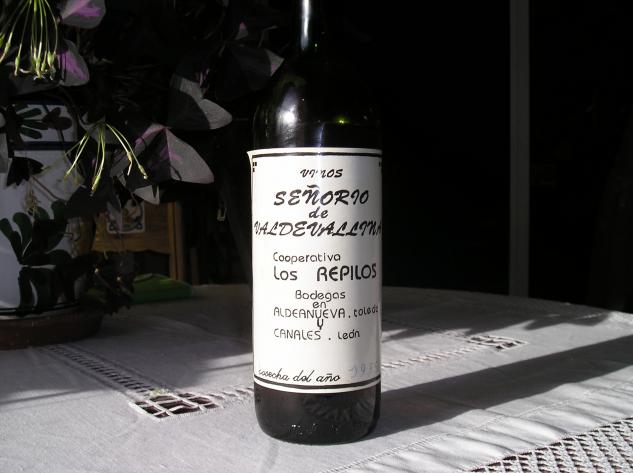 VINOS
SEÑORIO
de
VALDEVALLINA
Cooperativa
Los REPILOS
Bodegas
en
ALDEANUEVA. toledo
y
CANALES. león
cosecha del año